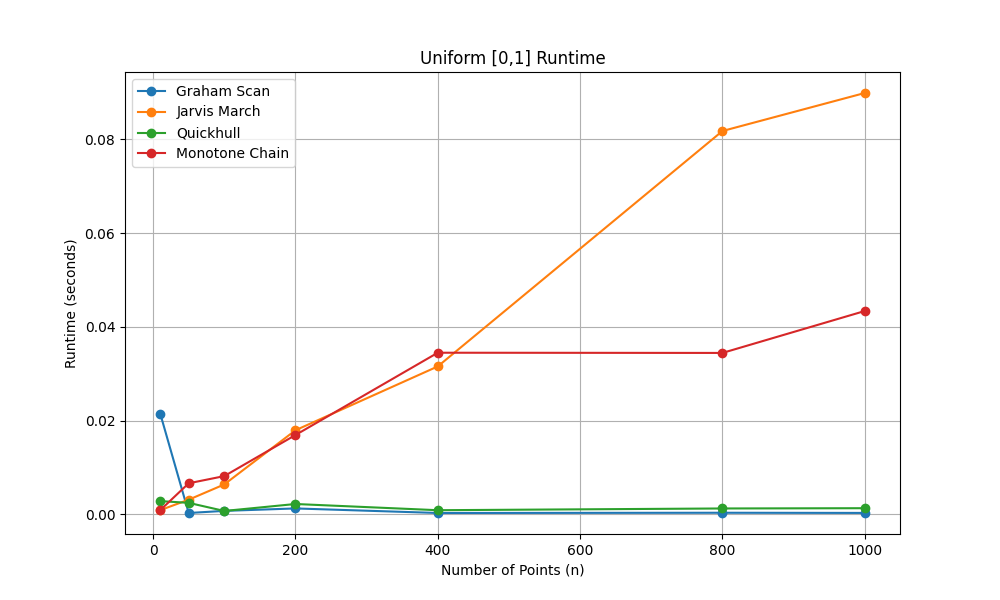 Uniform [0,1] Runtime
Graham Scan
Jarvis March
Quickhull
Monotone Chain
Runtime (seconds)
0.08
0.06
0.04
0.02
0.00
0 200 400 600 800 1000
Number of Points (n)